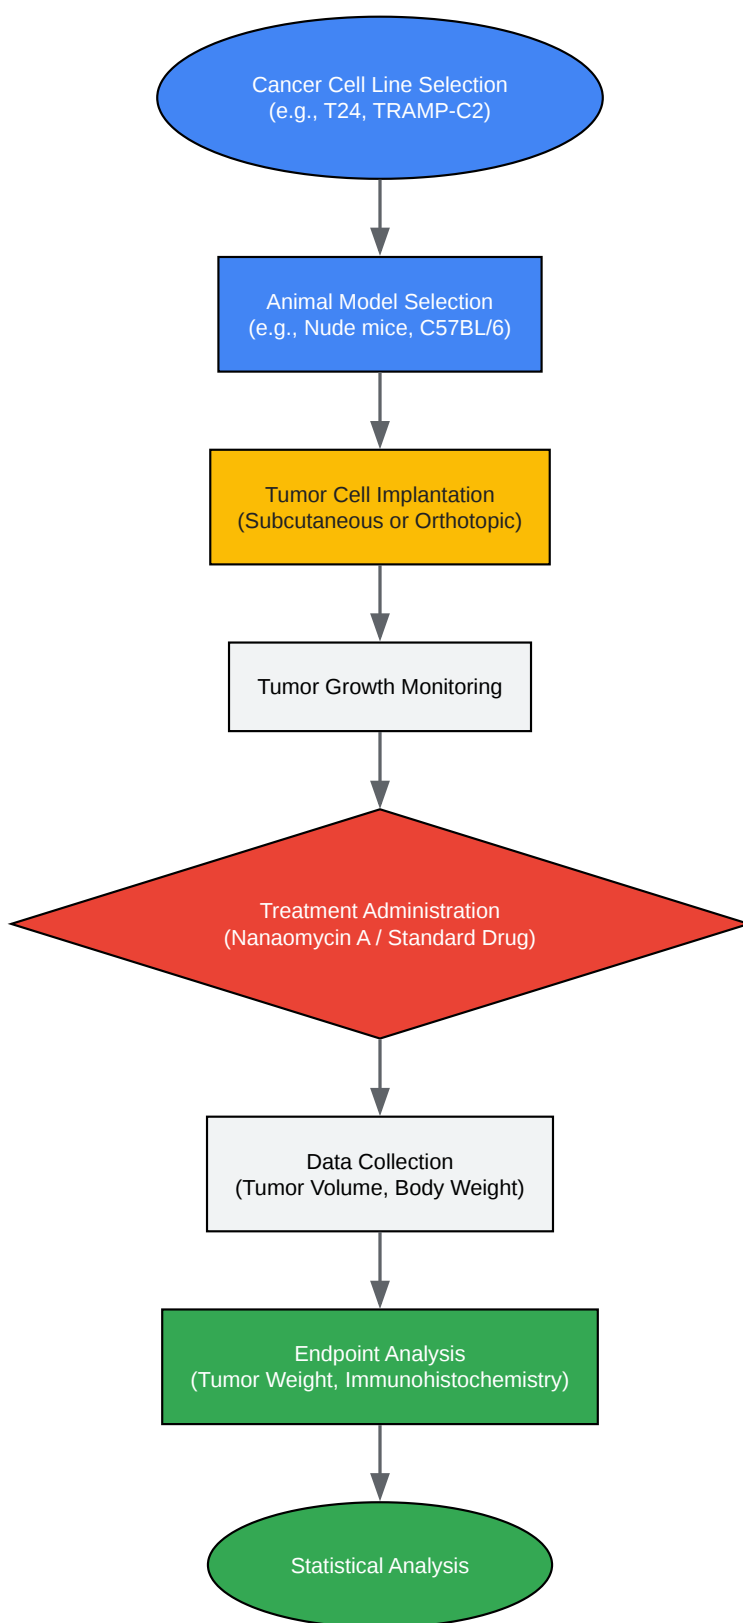 Cancer Cell Line Selection
(e.g., T24, TRAMP-C2)
Animal Model Selection
(e.g., Nude mice, C57BL/6)
Tumor Cell Implantation
(Subcutaneous or Orthotopic)
Tumor Growth Monitoring
Treatment Administration
(Nanaomycin A / Standard Drug)
Data Collection
(Tumor Volume, Body Weight)
Endpoint Analysis
(Tumor Weight, Immunohistochemistry)
Statistical Analysis